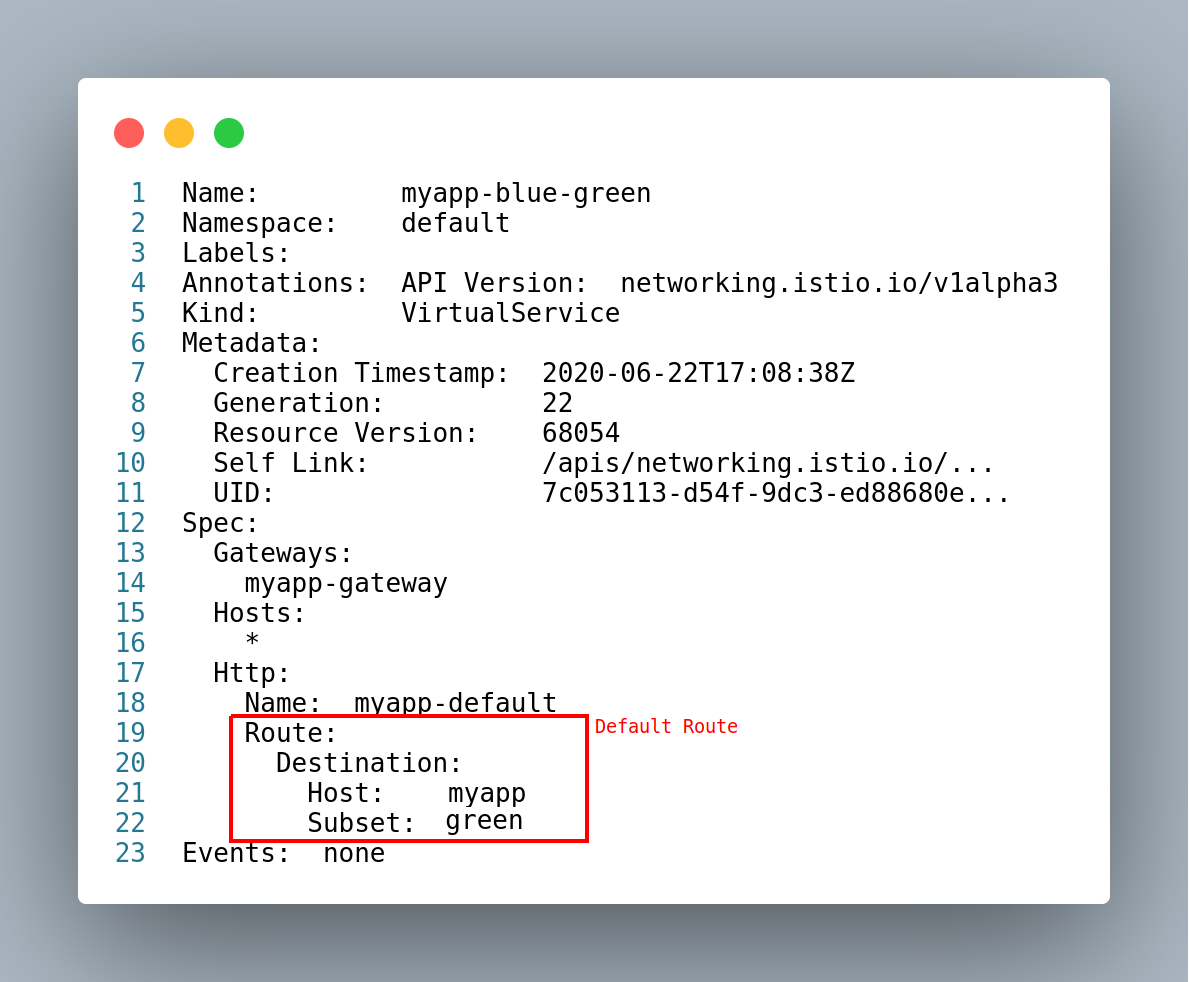 1 Name:         myapp-blue-green
2 Namespace:    default
3 Labels:
4 Annotations:  API Version:  networking.istio.io/v1alpha3
5 Kind:         VirtualService
6 Metadata:
7   Creation Timestamp:  2020-06-22T17:08:38Z
8   Generation:          22
9   Resource Version:    68054
10   Self Link:           /apis/networking.istio.io/...
11   UID:                 7c053113-d54f-9dc3-ed88680e...
12 Spec:
13   Gateways:
14     myapp-gateway
15   Hosts:
16     *
17   Http:
18     Name:  myapp-default
19     Route: Default Route
20       Destination:
21         Host:    myapp
22         Subset:  green
23 Events:  none